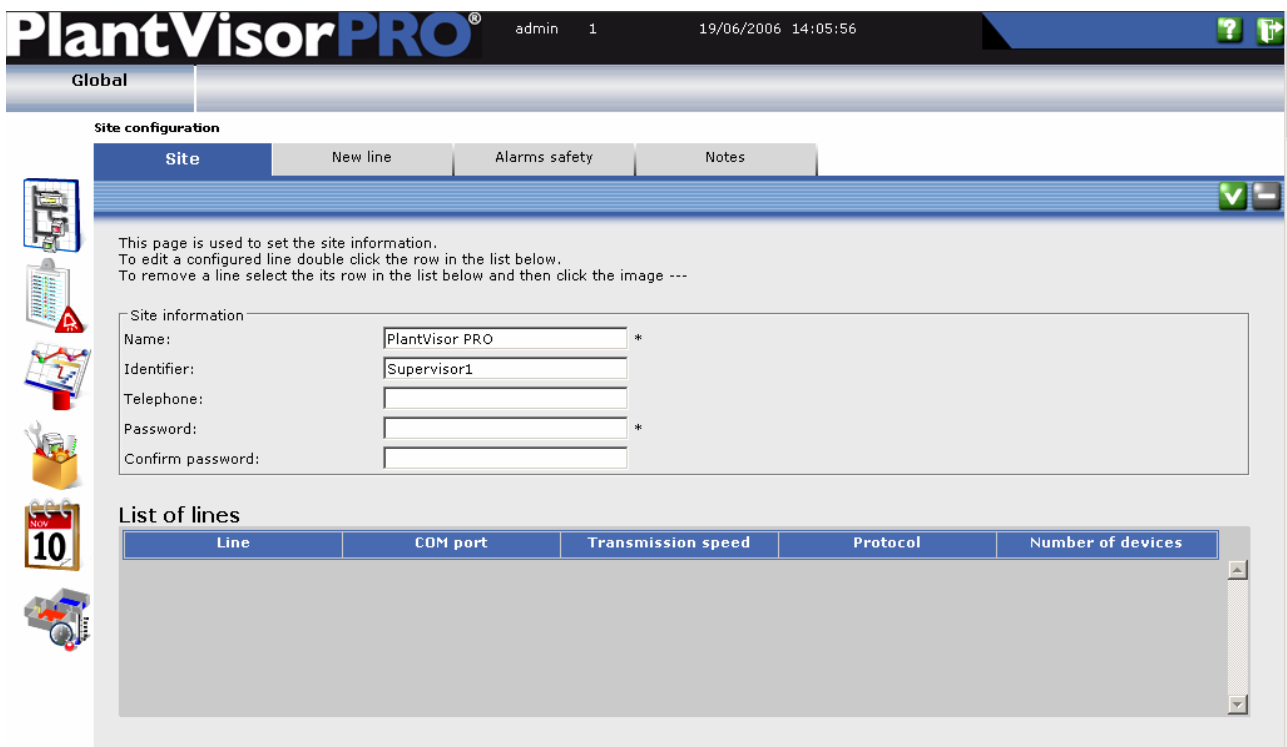 PlantVisorPRO® admin 1 19/06/2006 14:05:56 ?
Global
Site configuration
Site New line Alarms safety Notes
This page is used to set the site information.
To edit a configured line double click the row in the list below.
To remove a line select the its row in the list below and then click the image ---
Site information
Name: PlantVisor PRO *
Identifier: Supervisor1
Telephone:
Password: *
Confirm password:
NOV
10
List of lines
Line COM port Transmission speed Protocol Number of devices